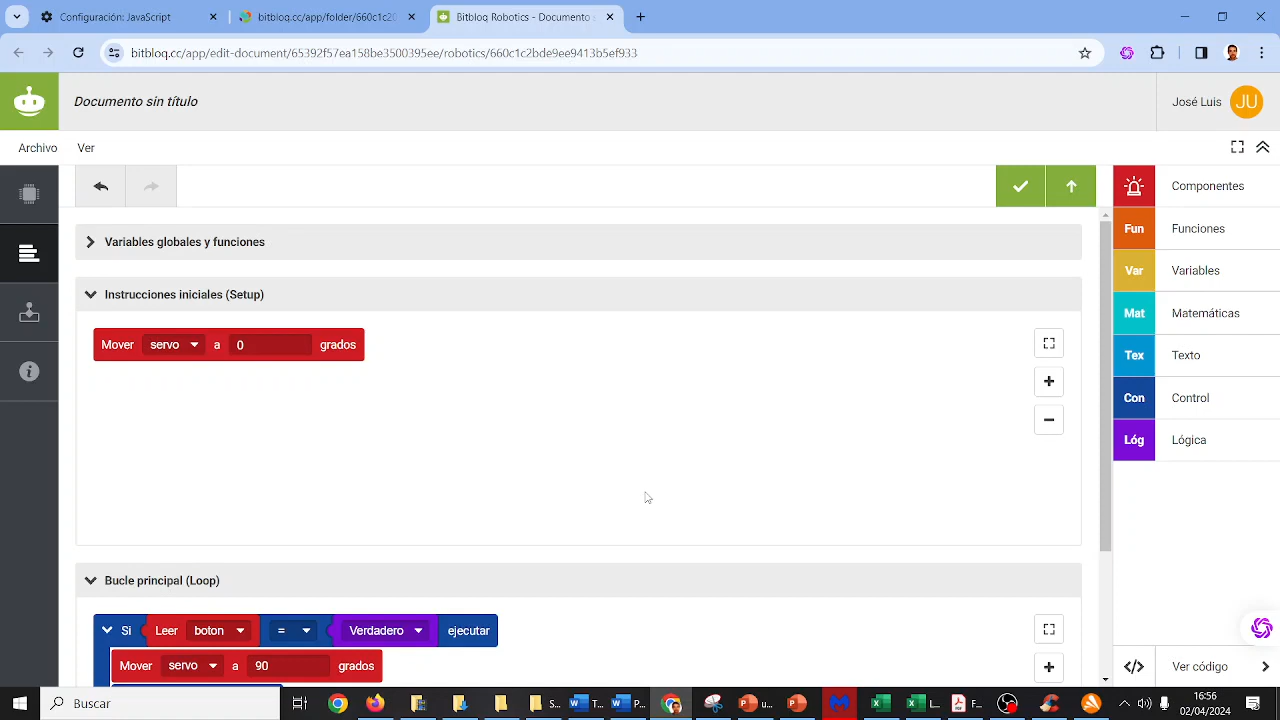 Configuración: JavaScript
bitbloq.cc/app/folder/660c1c20
Bitbloq Robotics - Documento s
bitbloq.cc/app/edit-document/65392f57ea158be3500395ee/robotics/660c1c2bde9ee9413b5ef933
Documento sin título
José Luis
JU
Archivo
Ver
Componentes
Variables globales y funciones
Fun
Funciones
Var
Variables
Instrucciones iniciales (Setup)
Mat
Matemáticas
Mover servo a 0 grados
Tex
Texto
Con
Control
Lóg
Lógica
Bucle principal (Loop)
Si Leer boton = Verdadero ejecutar
Mover servo a 90 grados
</> Ver código
Buscar
S...
T...
P...
u...
L...
F...
16:56
02/04/2024